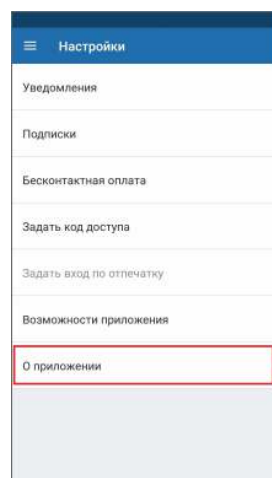 Настройки
Уведомления
Подписки
Бесконтактная оплата
Задать код доступа
Задать вход по отпечатку
Возможности приложения
О приложении